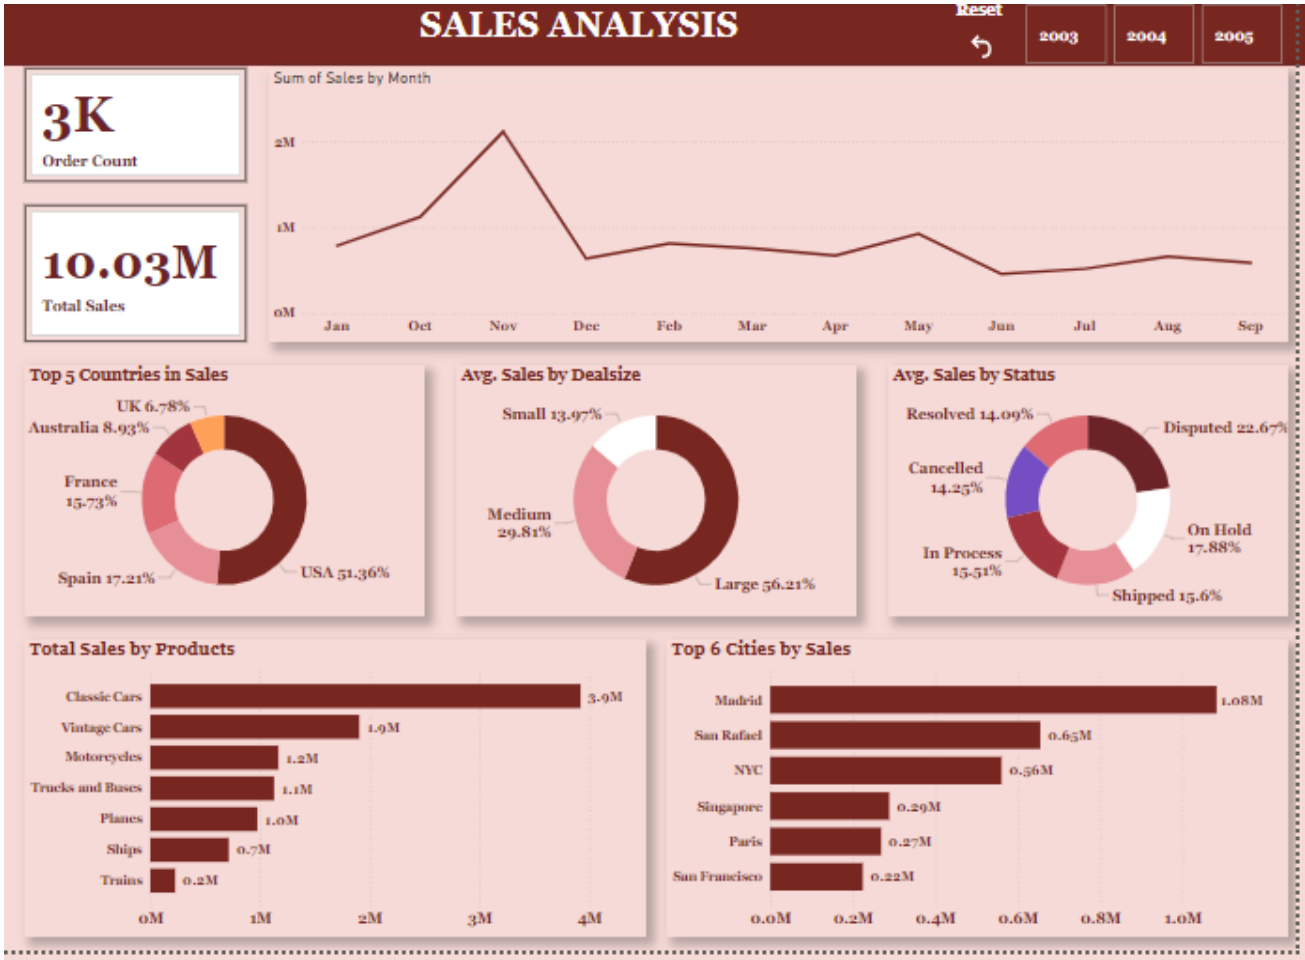 SALES ANALYSIS
Reset
2003
2004
2005
3K
Order Count
10.03M
Total Sales
Sum of Sales by Month
2M
1M
0M
Jan Oct Nov Dec Feb Mar Apr May Jun Jul Aug Sep
Top 5 Countries in Sales
UK 6.78%
Australia 8.93%
France
15.73%
Spain 17.21%
USA 51.36%
Avg. Sales by Dealsize
Small 13.97%
Medium
29.81%
Large 56.21%
Avg. Sales by Status
Resolved 14.09%
Disputed 22.67%
Cancelled
14.25%
On Hold
17.88%
In Process
15.51%
Shipped 15.6%
Total Sales by Products
Classic Cars 3.9M
Vintage Cars 1.9M
Motorcycles 1.2M
Trucks and Buses 1.1M
Planes 1.0M
Ships 0.7M
Trains 0.2M
0M 1M 2M 3M 4M
Top 6 Cities by Sales
Madrid 1.08M
San Rafael 0.65M
NYC 0.56M
Singapore 0.29M
Paris 0.27M
San Francisco 0.22M
0.0M 0.2M 0.4M 0.6M 0.8M 1.0M